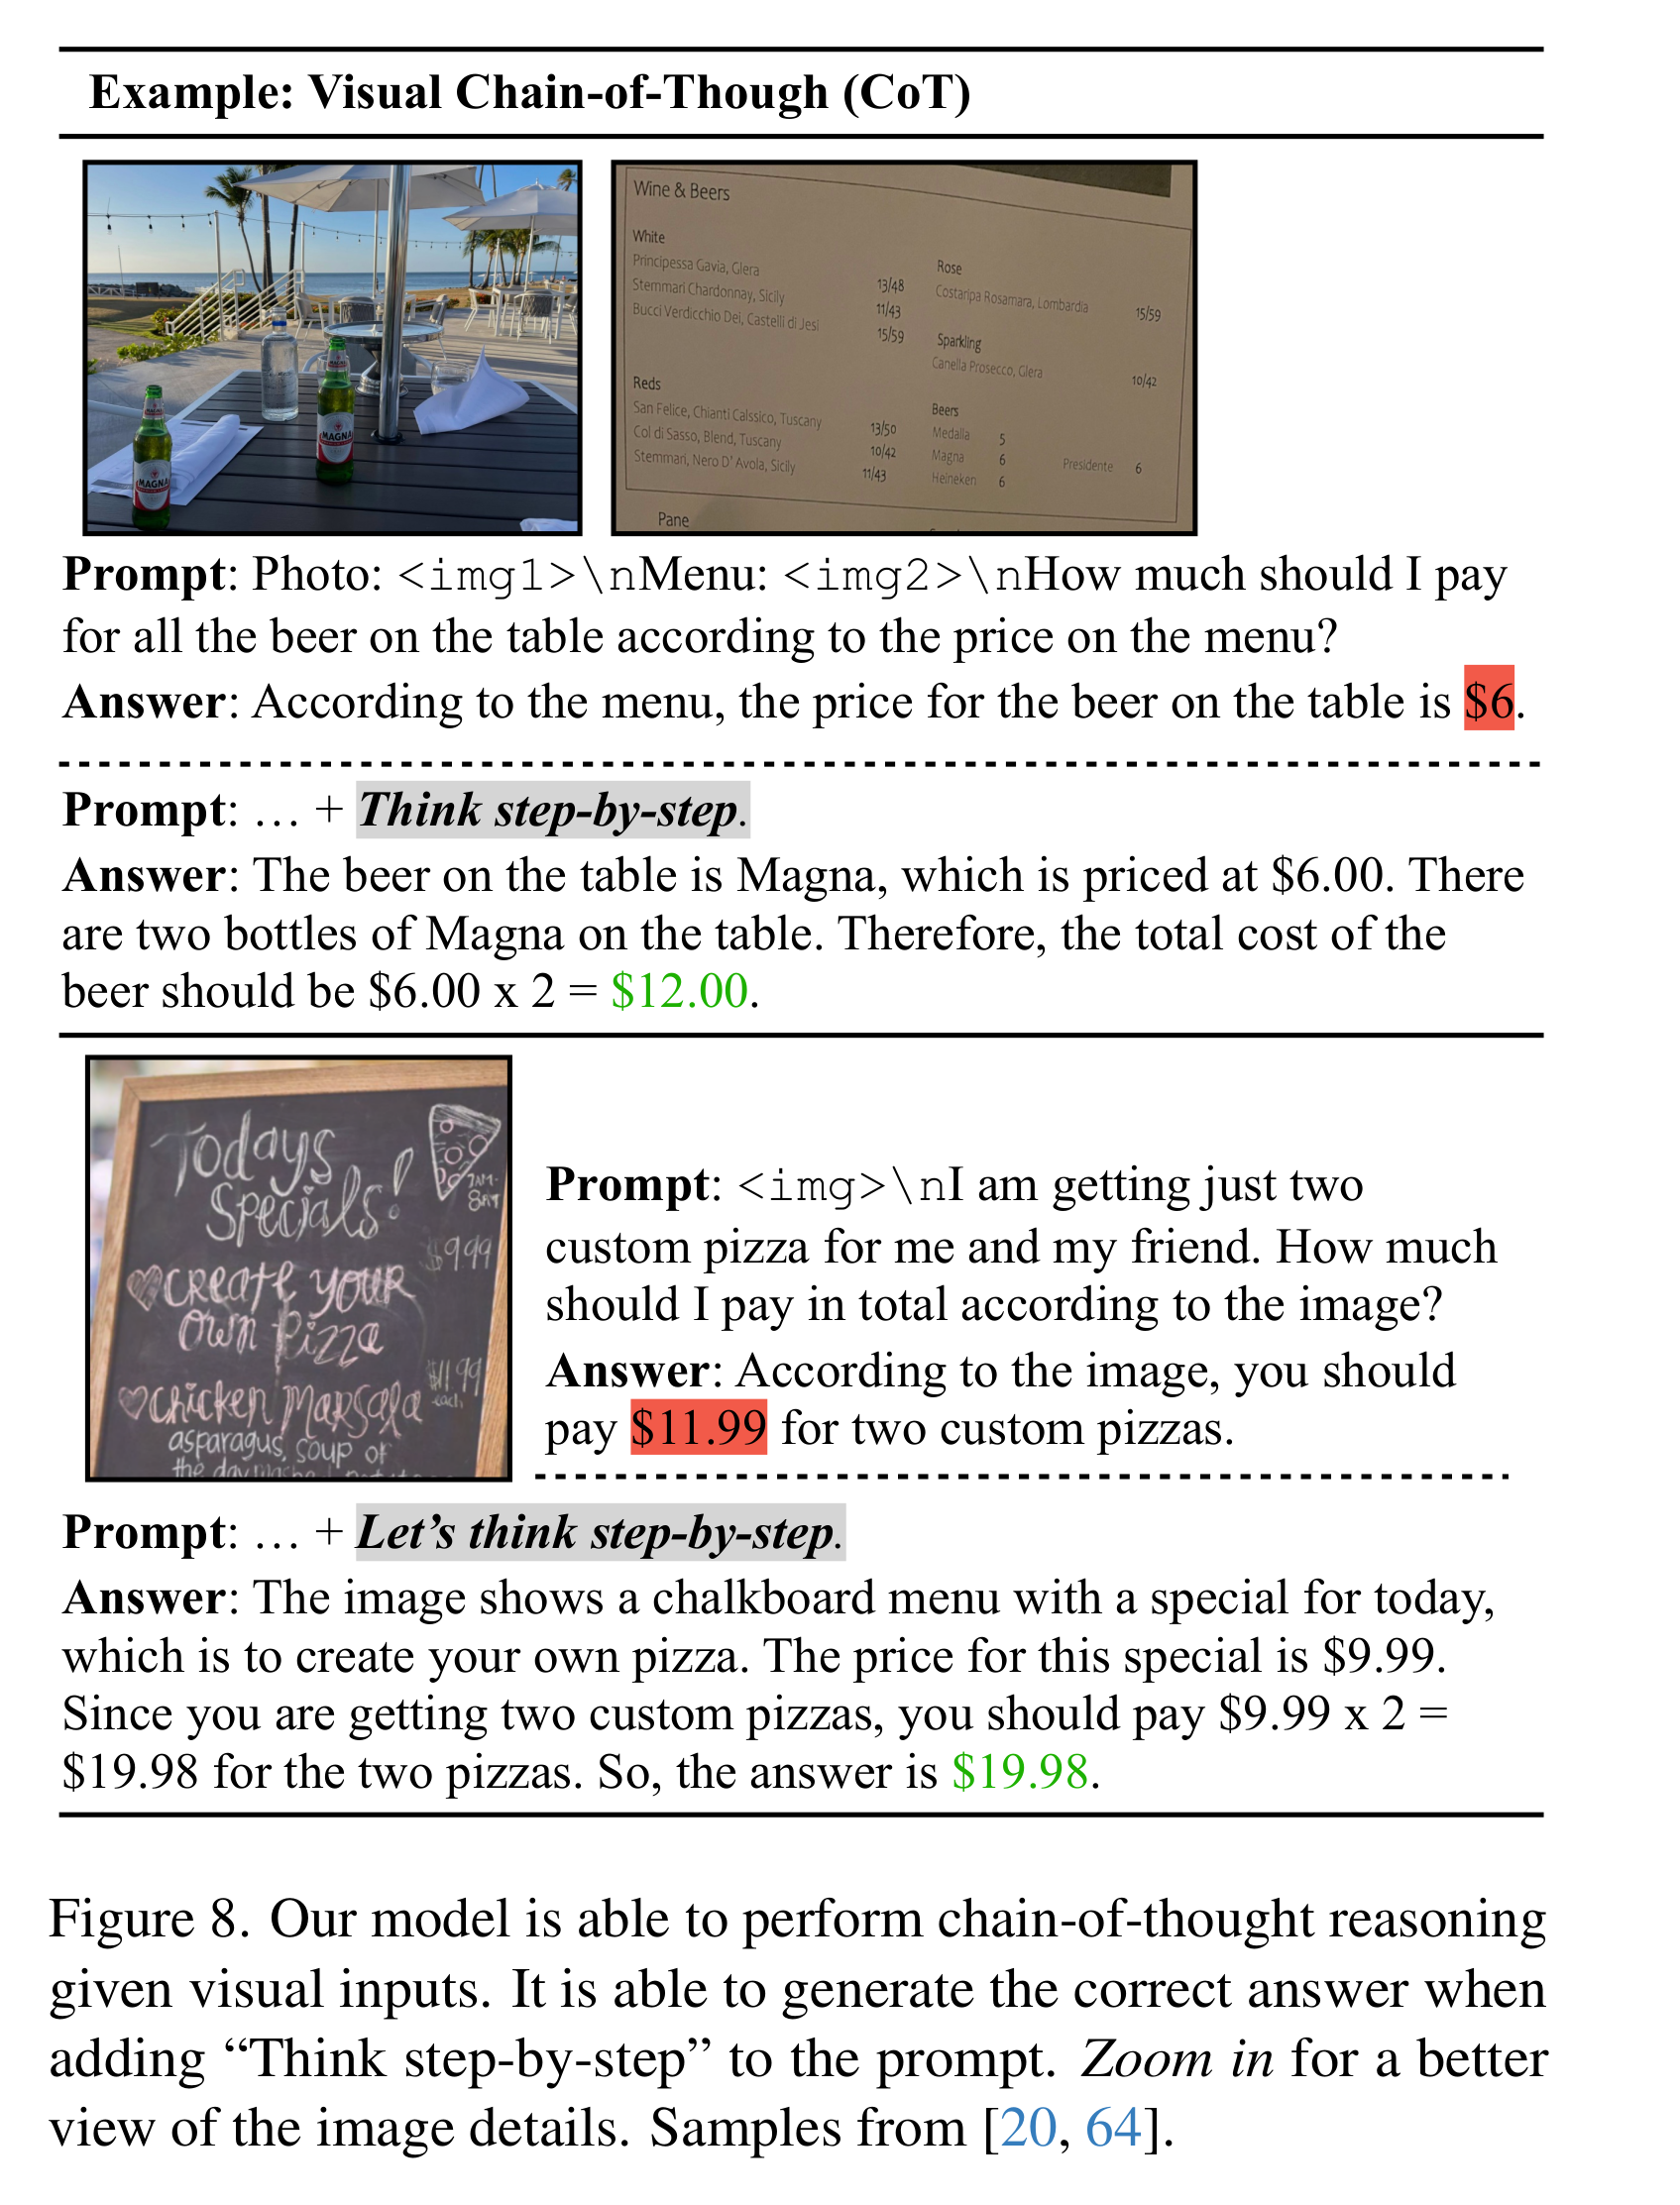 Example: Visual Chain-of-Though (CoT)
MAGNA
MAGNA
Wine & Beers
White
Principessa Gavia, Glera 13/48
Stemmari Chardonnay, Sicily 11/43
Bucci Verdicchio Dei, Castelli di Jesi 15/59
Reds
San Felice, Chianti Calssico, Tuscany 13/50
Col di Sasso, Blend, Tuscany 10/42
Stemmari, Nero D' Avola, Sicily 11/43
Rose
Costaripa Rosamara, Lombardia 15/59
Sparkling
Canella Prosecco, Glera 10/42
Beers
Medalla 5
Magna 6 Presidente 6
Heineken 6
Pane
Prompt: Photo: <img1>\nMenu: <img2>\nHow much should I pay
for all the beer on the table according to the price on the menu?
Answer: According to the menu, the price for the beer on the table is $6.
Prompt: … + Think step-by-step.
Answer: The beer on the table is Magna, which is priced at $6.00. There
are two bottles of Magna on the table. Therefore, the total cost of the
beer should be $6.00 x 2 = $12.00.
Todays
Specials!
7AM-
$9.99
CREATE YOUR
OWN Pizza
$11.99
each
chicken MARSala
asparagus, soup of
the day
Prompt: <img>\nI am getting just two
custom pizza for me and my friend. How much
should I pay in total according to the image?
Answer: According to the image, you should
pay $11.99 for two custom pizzas.
Prompt: … + Let’s think step-by-step.
Answer: The image shows a chalkboard menu with a special for today,
which is to create your own pizza. The price for this special is $9.99.
Since you are getting two custom pizzas, you should pay $9.99 x 2 =
$19.98 for the two pizzas. So, the answer is $19.98.
Figure 8. Our model is able to perform chain-of-thought reasoning
given visual inputs. It is able to generate the correct answer when
adding “Think step-by-step” to the prompt. Zoom in for a better
view of the image details. Samples from [20, 64].